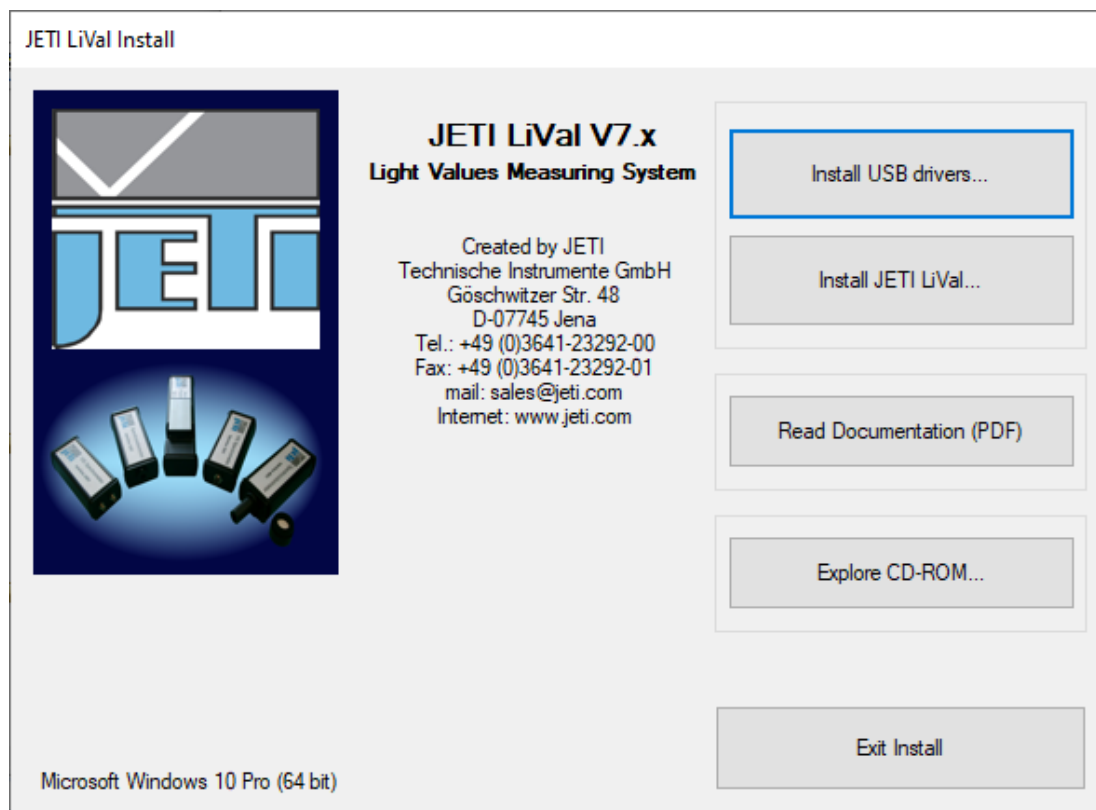 JETI LiVal Install
JETI
JETI LiVal V7.x
Light Values Measuring System
Created by JETI
Technische Instrumente GmbH
Göschwitzer Str. 48
D-07745 Jena
Tel.: +49 (0)3641-23292-00
Fax: +49 (0)3641-23292-01
mail: sales@jeti.com
Internet: www.jeti.com
Install USB drivers...
Install JETI LiVal...
Read Documentation (PDF)
Explore CD-ROM...
Exit Install
Microsoft Windows 10 Pro (64 bit)